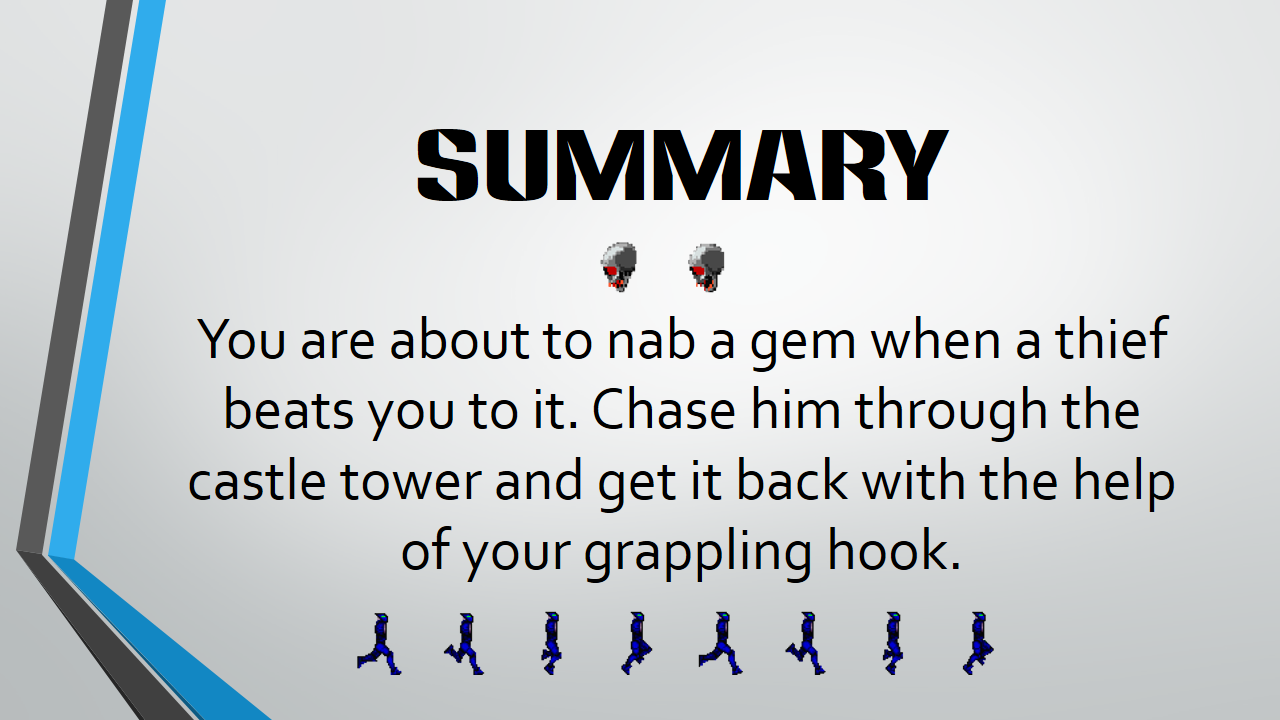 SUMMARY
You are about to nab a gem when a thief
beats you to it. Chase him through the
castle tower and get it back with the help
of your grappling hook.